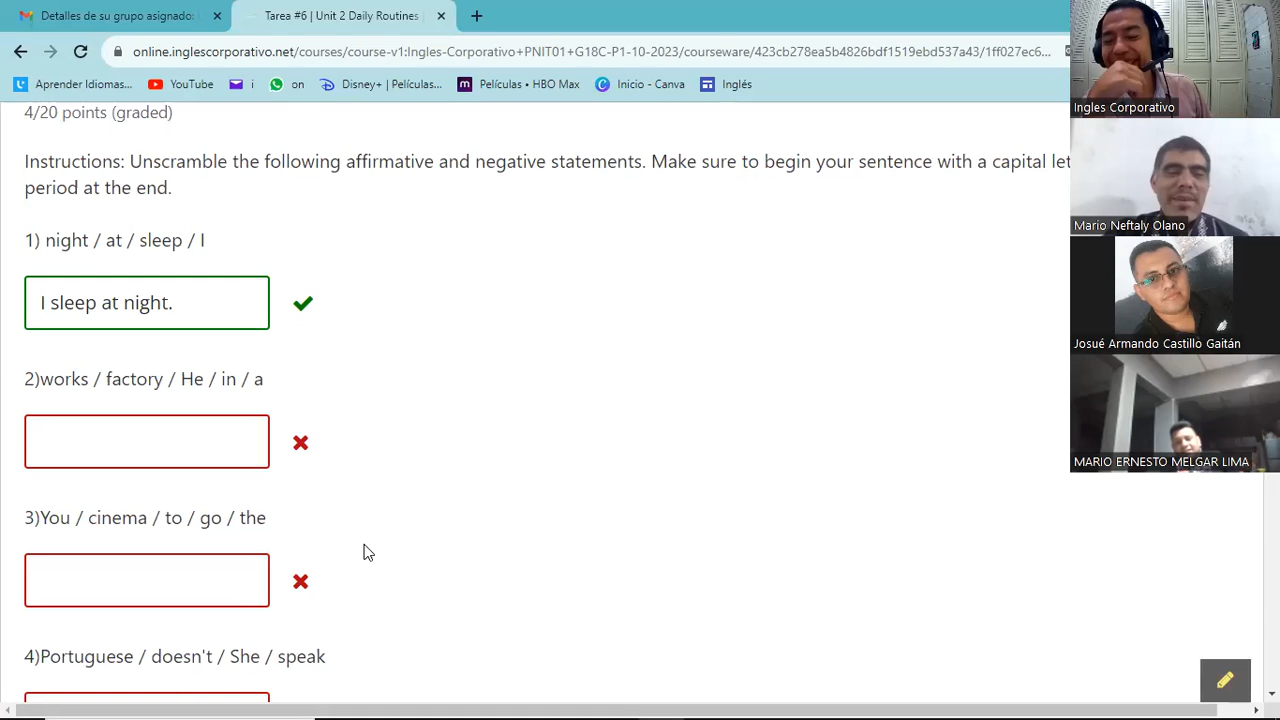 Detalles de su grupo asignado:
Tarea #6 | Unit 2 Daily Routines
online.inglescorporativo.net/courses/course-v1:Ingles-Corporativo+INIT01+G18C-P1-10-2023/courseware/423cb278ea5b4826bdf1519ebd537a43/1ff027ec6...
Aprender Idiomas...
YouTube
i
on
Disney+ | Películas...
Películas • HBO Max
Inicio - Canva
Inglés
4/20 points (graded)
Instructions: Unscramble the following affirmative and negative statements. Make sure to begin your sentence with a capital let
period at the end.
1) night / at / sleep / I
I sleep at night.
2)works / factory / He / in / a
3)You / cinema / to / go / the
4)Portuguese / doesn't / She / speak
Ingles Corporativo
Mario Neftaly Olano
Josué Armando Castillo Gaitán
MARIO ERNESTO MELGAR LIMA